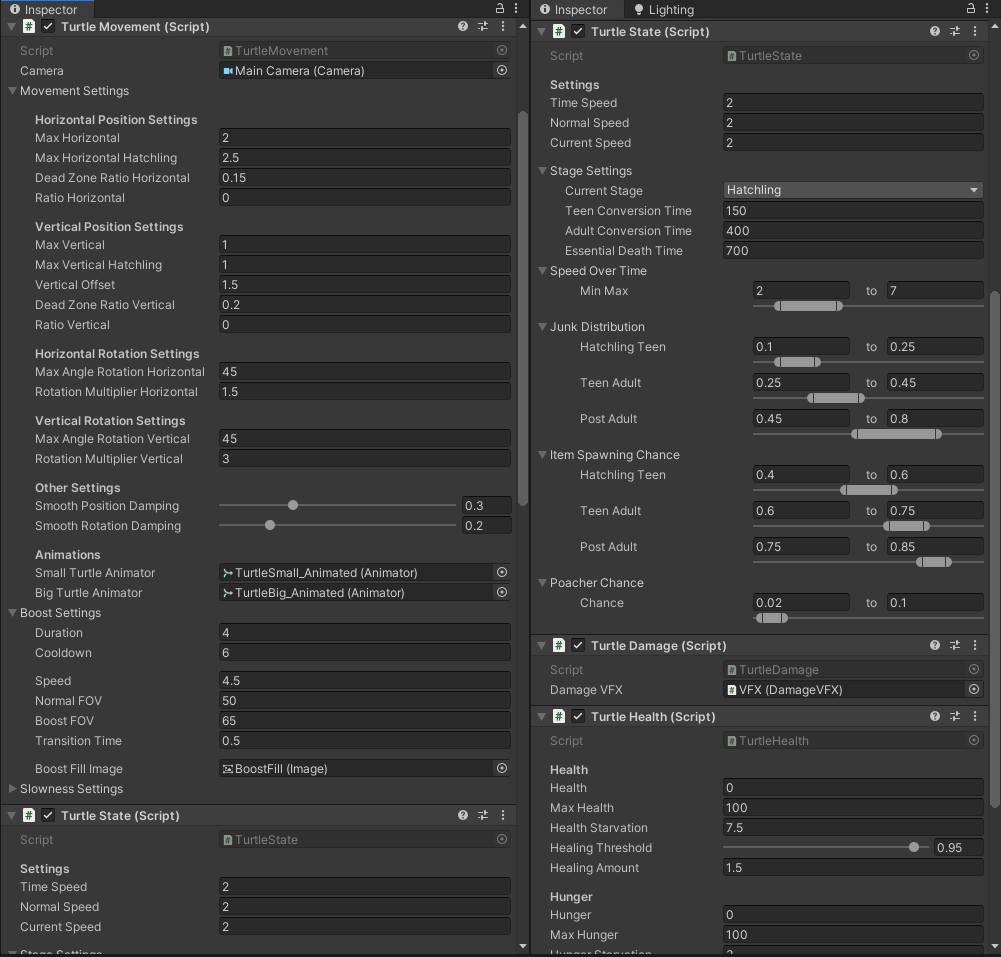 Inspector
Turtle Movement (Script)
Script TurtleMovement
Camera Main Camera (Camera)
Movement Settings
Horizontal Position Settings
Max Horizontal 2
Max Horizontal Hatchling 2.5
Dead Zone Ratio Horizontal 0.15
Ratio Horizontal 0
Vertical Position Settings
Max Vertical 1
Max Vertical Hatchling 1
Vertical Offset 1.5
Dead Zone Ratio Vertical 0.2
Ratio Vertical 0
Horizontal Rotation Settings
Max Angle Rotation Horizontal 45
Rotation Multiplier Horizontal 1.5
Vertical Rotation Settings
Max Angle Rotation Vertical 45
Rotation Multiplier Vertical 3
Other Settings
Smooth Position Damping 0.3
Smooth Rotation Damping 0.2
Animations
Small Turtle Animator TurtleSmall_Animated (Animator)
Big Turtle Animator TurtleBig_Animated (Animator)
Boost Settings
Duration 4
Cooldown 6
Speed 4.5
Normal FOV 50
Boost FOV 65
Transition Time 0.5
Boost Fill Image BoostFill (Image)
Slowness Settings
Turtle State (Script)
Script TurtleState
Settings
Time Speed 2
Normal Speed 2
Current Speed 2
Stage Settings
Inspector Lighting
Turtle State (Script)
Script TurtleState
Settings
Time Speed 2
Normal Speed 2
Current Speed 2
Stage Settings
Current Stage Hatchling
Teen Conversion Time 150
Adult Conversion Time 400
Essential Death Time 700
Speed Over Time
Min Max 2 to 7
Junk Distribution
Hatchling Teen 0.1 to 0.25
Teen Adult 0.25 to 0.45
Post Adult 0.45 to 0.8
Item Spawning Chance
Hatchling Teen 0.4 to 0.6
Teen Adult 0.6 to 0.75
Post Adult 0.75 to 0.85
Poacher Chance
Chance 0.02 to 0.1
Turtle Damage (Script)
Script TurtleDamage
Damage VFX VFX (DamageVFX)
Turtle Health (Script)
Script TurtleHealth
Health
Health 0
Max Health 100
Health Starvation 7.5
Healing Threshold 0.95
Healing Amount 1.5
Hunger
Hunger 0
Max Hunger 100
Hunger Starvation